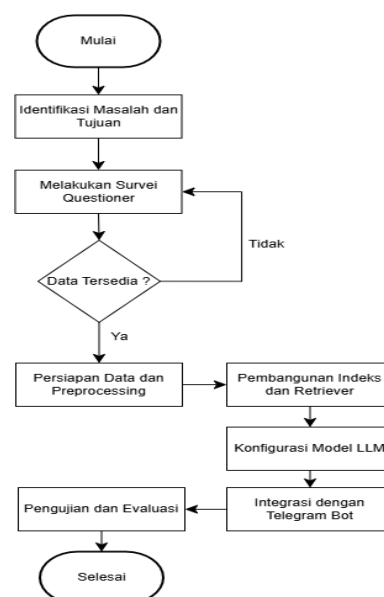 Mulai
Identifikasi Masalah dan
Tujuan
Melakukan Survei
Questioner
Tidak
Data Tersedia ?
Ya
Persiapan Data dan
Preprocessing
Pembangunan Indeks
dan Retriever
Konfigurasi Model LLM
Integrasi dengan
Telegram Bot
Pengujian dan Evaluasi
Selesai